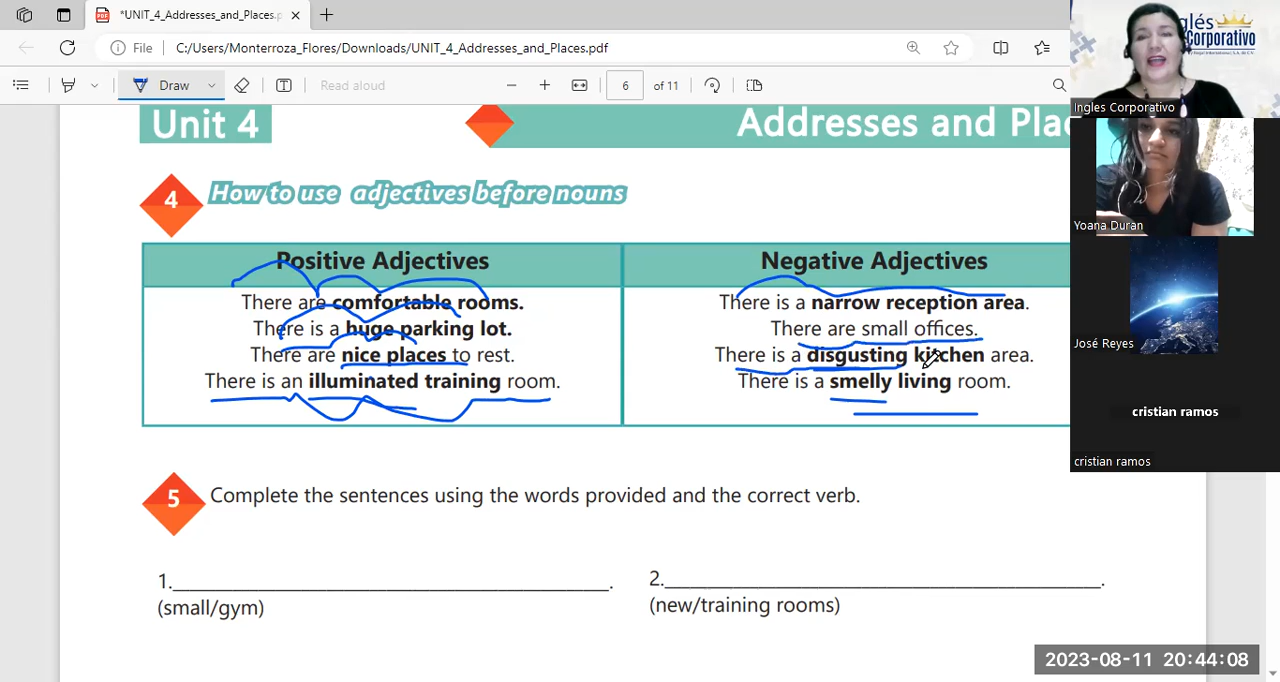 *UNIT_4_Addresses_and_Places.p
File
C:/Users/Monterroza_Flores/Downloads/UNIT_4_Addresses_and_Places.pdf
Draw
Read aloud
6
of 11
Unit 4
Addresses and Pla
4
How to use adjectives before nouns
Positive Adjectives
There are comfortable rooms.
There is a huge parking lot.
There are nice places to rest.
There is an illuminated training room.
Negative Adjectives
There is a narrow reception area.
There are small offices.
There is a disgusting kitchen area.
There is a smelly living room.
5
Complete the sentences using the words provided and the correct verb.
1.
(small/gym)
2.
(new/training rooms)
glés
Corporativo
Ingles Corporativo
Yoana Duran
José Reyes
cristian ramos
cristian ramos
2023-08-11 20:44:08